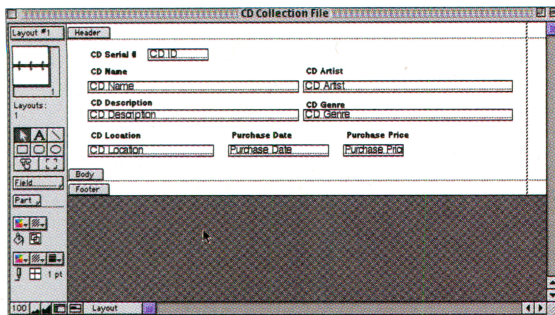 CD Collection File
Layout #1
Header
CD Serial #
CD ID
CD Name
CD Artist
CD Name
CD Artist
Layouts:
1
1
CD Description
CD Genre
CD Description
CD Genre
CD Location
Purchase Date
Purchase Price
CD Location
Purchase Date
Purchase Pric
A
Field
Body
Footer
Part
1 pt
100
Layout